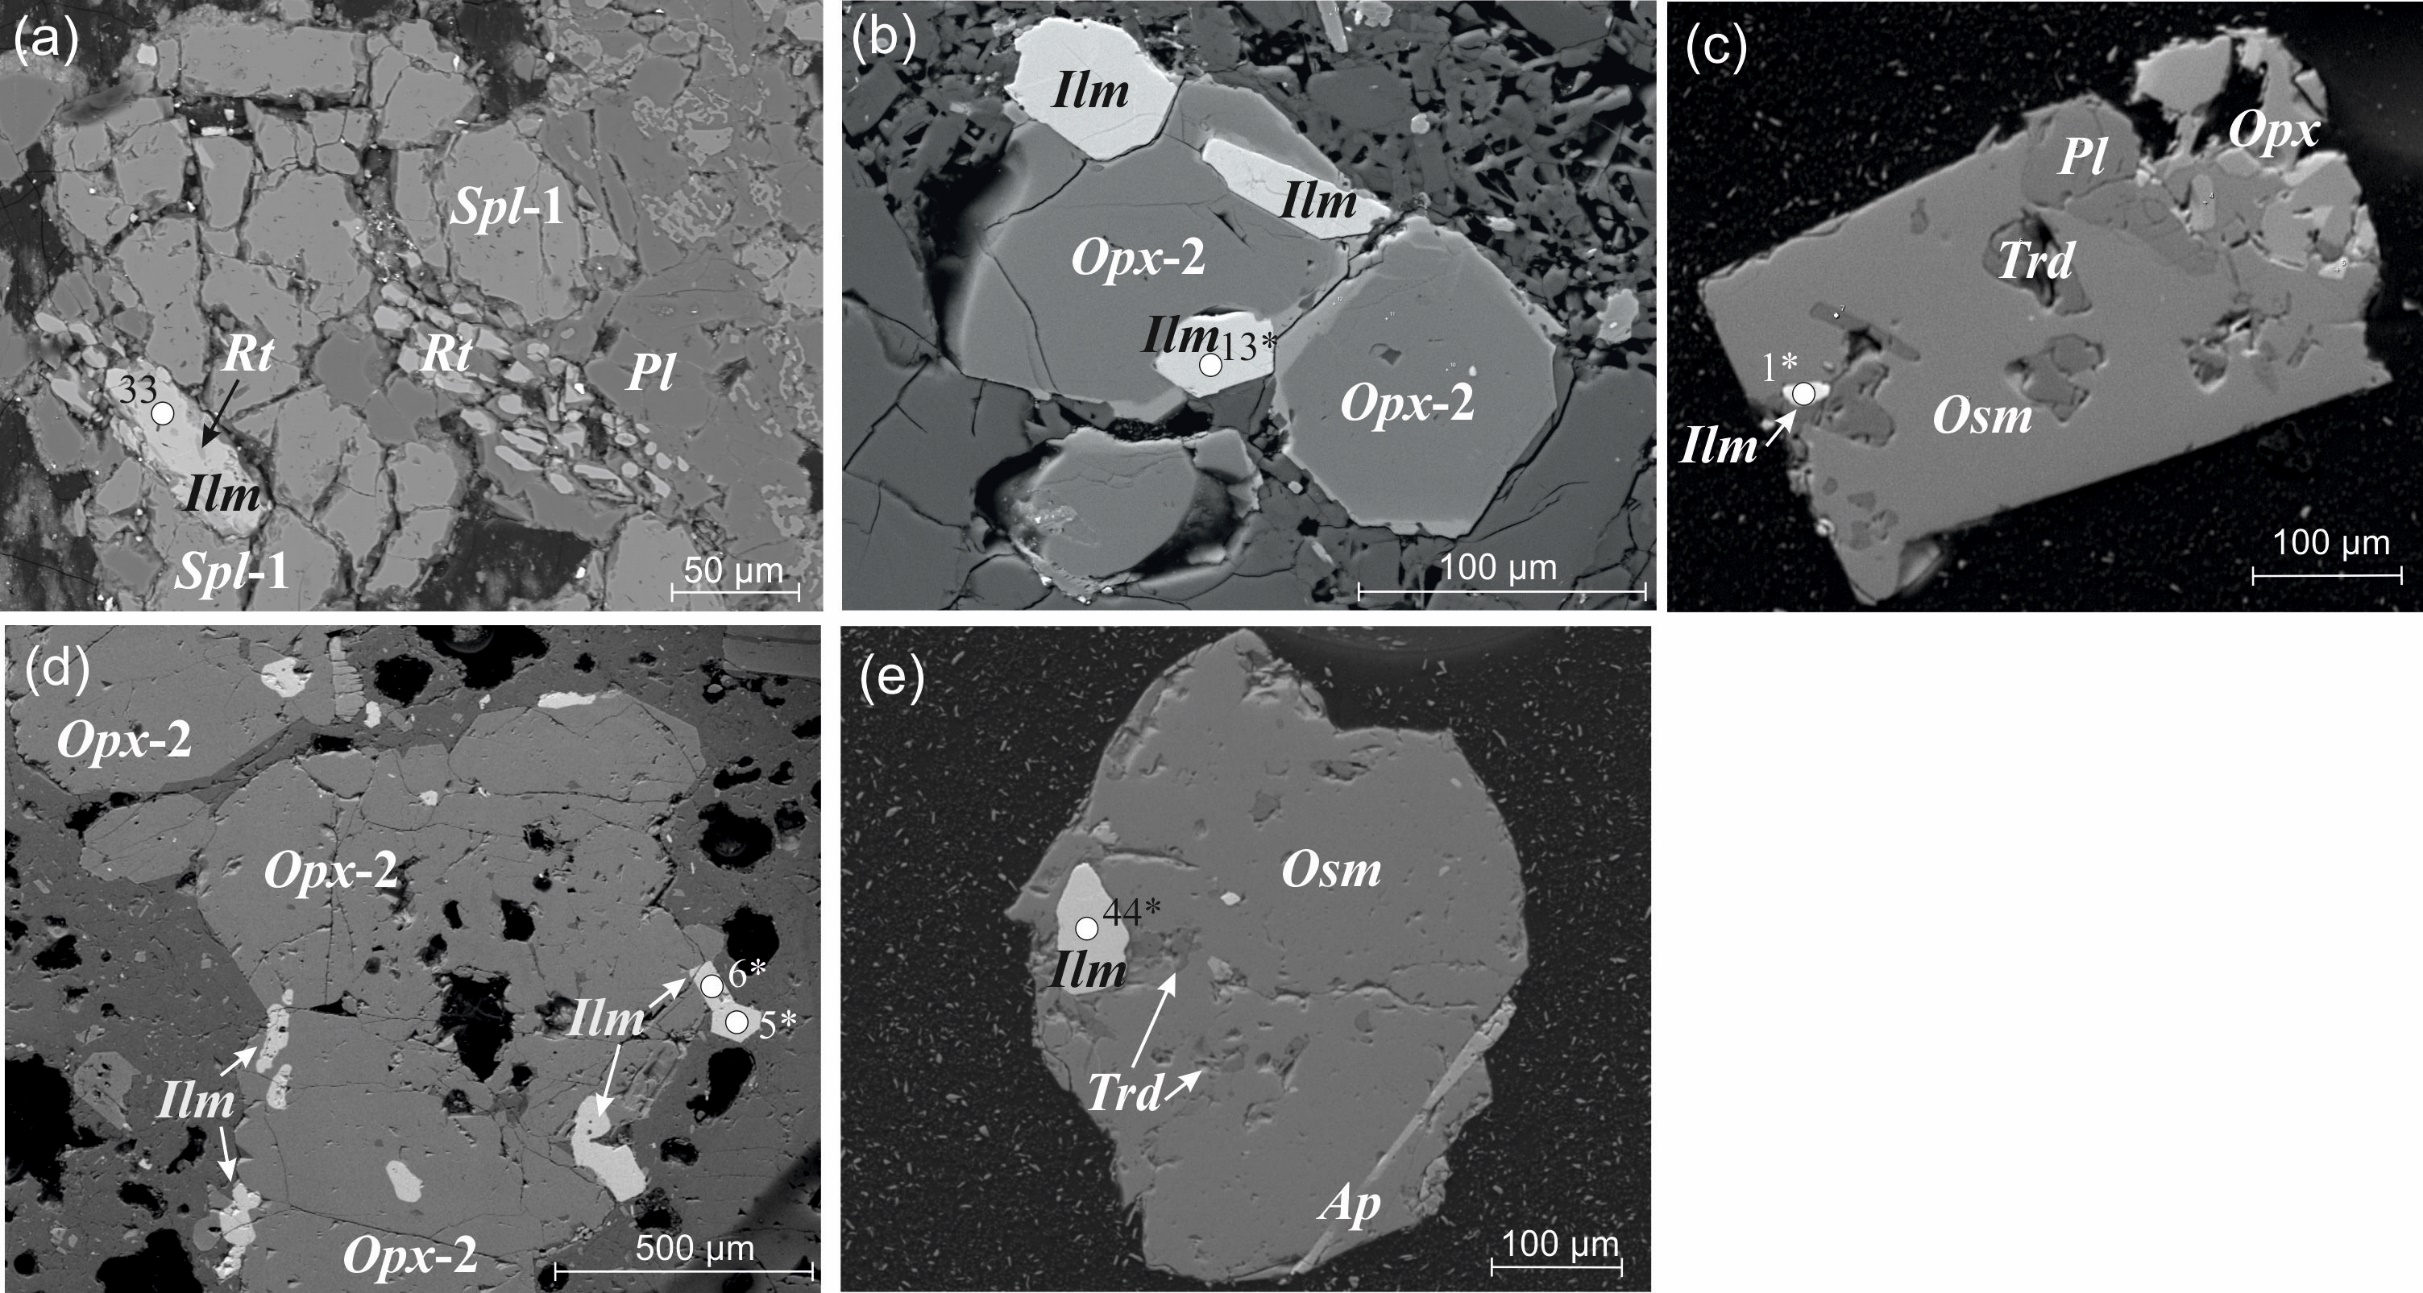 (a)
Spl-1
Rt
Rt
Pl
33
Ilm
Spl-1
50 µm
(b)
Ilm
Ilm
Opx-2
Ilm
13*
Opx-2
100 µm
(c)
Opx
Pl
Trd
1*
Osm
Ilm
100 µm
(d)
Opx-2
Opx-2
6*
Ilm
5*
Ilm
Opx-2
500 µm
(e)
Osm
44*
Ilm
Trd
Ap
100 µm